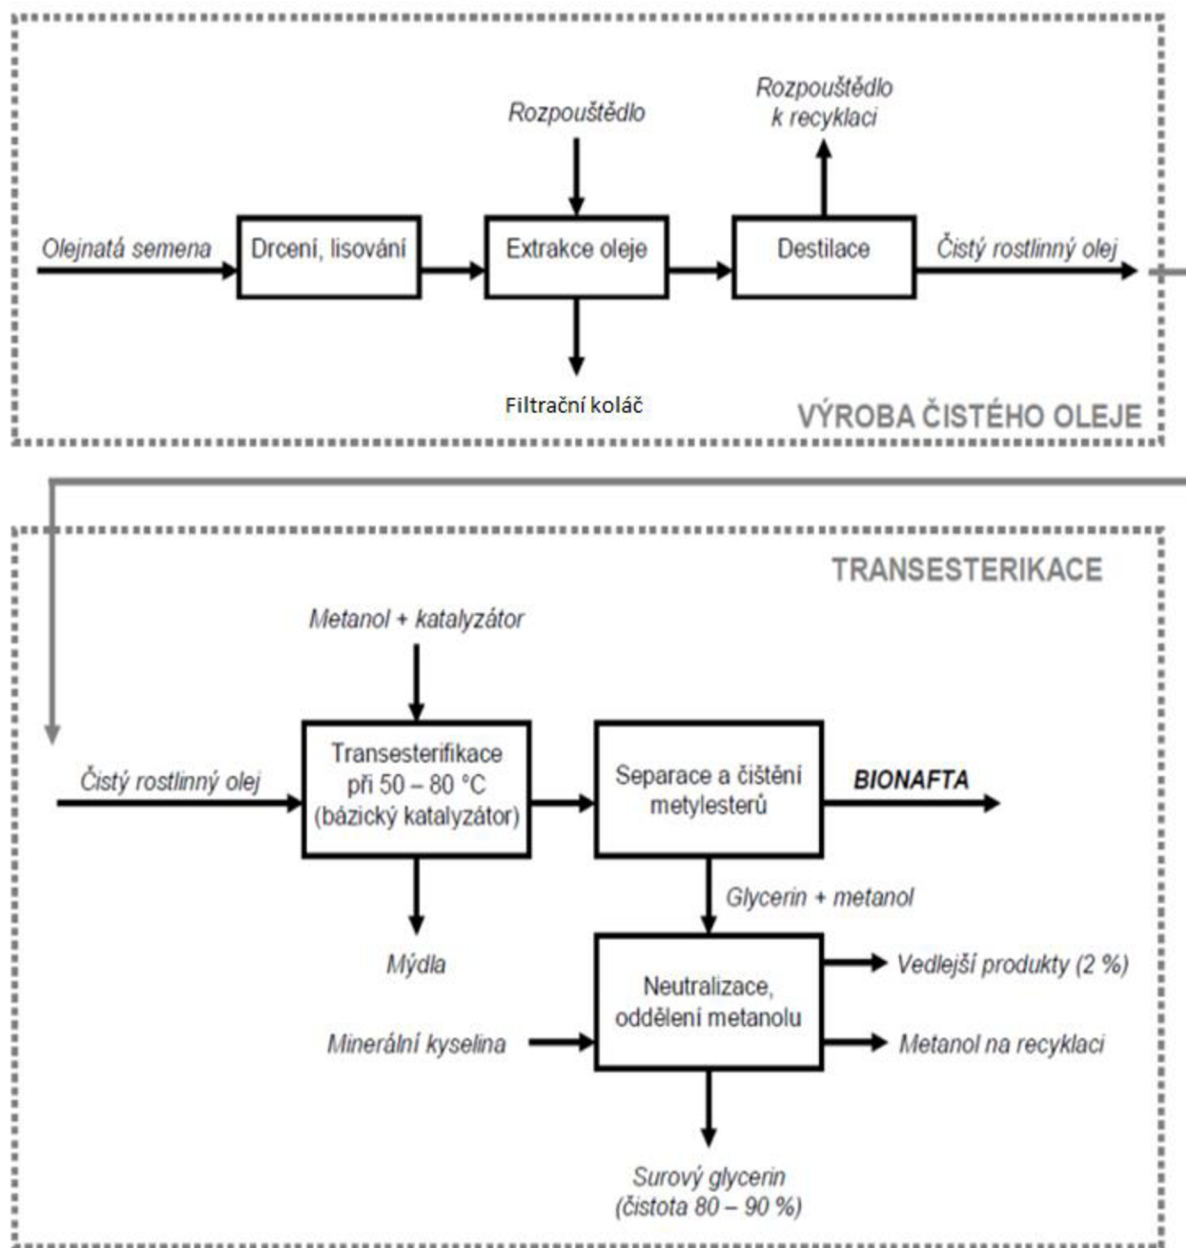 Rozpouštědlo
Rozpouštědlo
k recyklaci
Olejnatá semena
Drcení, lisování
Extrakce oleje
Destilace
Čistý rostlinný olej
Filtrační koláč
VÝROBA ČISTÉHO OLEJE
TRANSESTERIKACE
Metanol + katalyzátor
Čistý rostlinný olej
Transesterifikace
při 50 – 80 °C
(bázický katalyzátor)
Separace a čištění
metylesterů
BIONAFTA
Glycerin + metanol
Mýdla
Neutralizace,
oddělení metanolu
Vedlejší produkty (2 %)
Minerální kyselina
Metanol na recyklaci
Surový glycerin
(čistota 80 – 90 %)